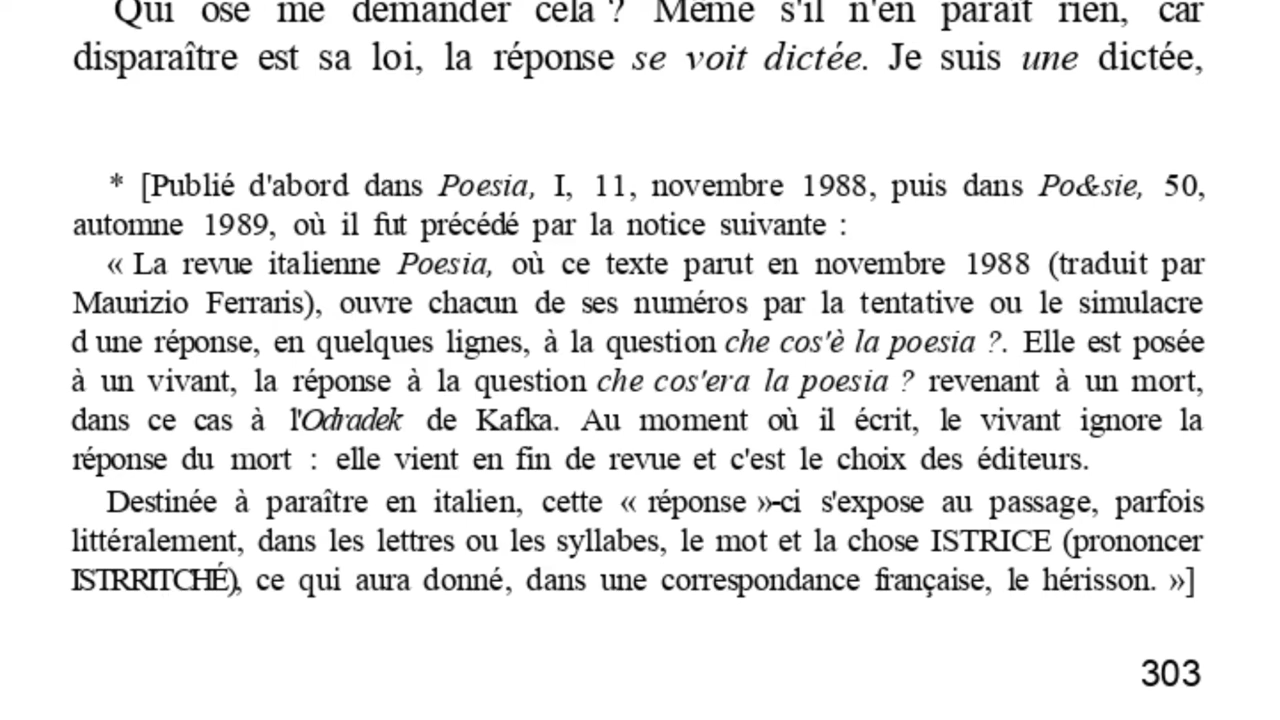 Qui ose me demander cela ? Même s'il n'en paraît rien, car
disparaître est sa loi, la réponse se voit dictée. Je suis une dictée,
* [Publié d'abord dans Poesia, I, 11, novembre 1988, puis dans Po&sie, 50,
automne 1989, où il fut précédé par la notice suivante :
« La revue italienne Poesia, où ce texte parut en novembre 1988 (traduit par
Maurizio Ferraris), ouvre chacun de ses numéros par la tentative ou le simulacre
d une réponse, en quelques lignes, à la question che cos'è la poesia ?. Elle est posée
à un vivant, la réponse à la question che cos'era la poesia ? revenant à un mort,
dans ce cas à l'Odradek de Kafka. Au moment où il écrit, le vivant ignore la
réponse du mort : elle vient en fin de revue et c'est le choix des éditeurs.
Destinée à paraître en italien, cette « réponse »-ci s'expose au passage, parfois
littéralement, dans les lettres ou les syllabes, le mot et la chose ISTRICE (prononcer
ISTRRITCHÉ), ce qui aura donné, dans une correspondance française, le hérisson. »]
303